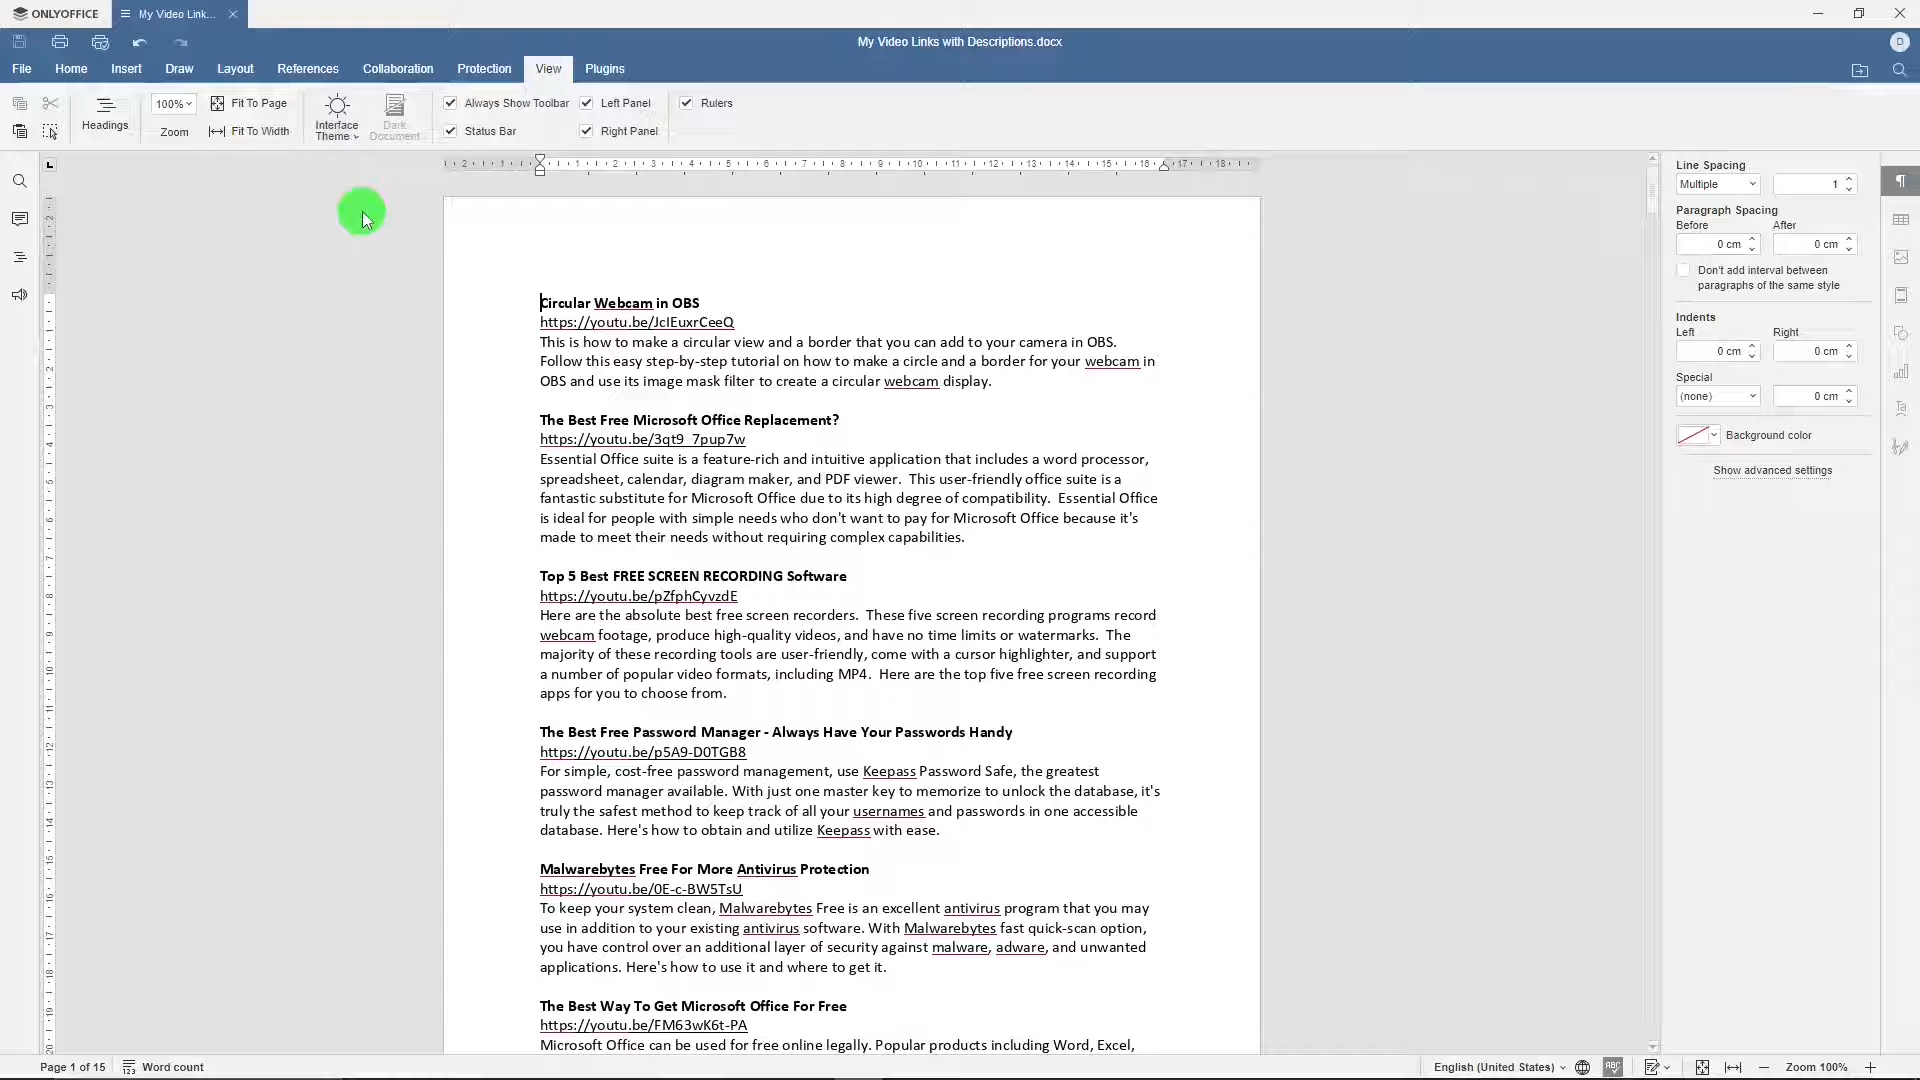 ONLYOFFICE
My Video Link...
My Video Links with Descriptions.docx
D
File Home Insert Draw Layout References Collaboration Protection View Plugins
Headings
100%
Zoom
Fit To Page
Fit To Width
Interface Theme
Dark Document
Always Show Toolbar
Status Bar
Left Panel
Right Panel
Rulers
Circular Webcam in OBS
https://youtu.be/JcIEuxrCeeQ
This is how to make a circular view and a border that you can add to your camera in OBS.
Follow this easy step-by-step tutorial on how to make a circle and a border for your webcam in
OBS and use its image mask filter to create a circular webcam display.
The Best Free Microsoft Office Replacement?
https://youtu.be/3qt9_7pup7w
Essential Office suite is a feature-rich and intuitive application that includes a word processor,
spreadsheet, calendar, diagram maker, and PDF viewer.  This user-friendly office suite is a
fantastic substitute for Microsoft Office due to its high degree of compatibility.  Essential Office
is ideal for people with simple needs who don't want to pay for Microsoft Office because it's
made to meet their needs without requiring complex capabilities.
Top 5 Best FREE SCREEN RECORDING Software
https://youtu.be/pZfphCyvzdE
Here are the absolute best free screen recorders.  These five screen recording programs record
webcam footage, produce high-quality videos, and have no time limits or watermarks.  The
majority of these recording tools are user-friendly, come with a cursor highlighter, and support
a number of popular video formats, including MP4.  Here are the top five free screen recording
apps for you to choose from.
The Best Free Password Manager - Always Have Your Passwords Handy
https://youtu.be/p5A9-D0TGB8
For simple, cost-free password management, use Keepass Password Safe, the greatest
password manager available. With just one master key to memorize to unlock the database, it's
truly the safest method to keep track of all your usernames and passwords in one accessible
database. Here's how to obtain and utilize Keepass with ease.
Malwarebytes Free For More Antivirus Protection
https://youtu.be/0E-c-BW5TsU
To keep your system clean, Malwarebytes Free is an excellent antivirus program that you may
use in addition to your existing antivirus software. With Malwarebytes fast quick-scan option,
you have control over an additional layer of security against malware, adware, and unwanted
applications. Here's how to use it and where to get it.
The Best Way To Get Microsoft Office For Free
https://youtu.be/FM63wK6t-PA
Microsoft Office can be used for free online legally. Popular products including Word, Excel,
Line Spacing
Multiple 1
Paragraph Spacing
Before After
0 cm 0 cm
Don't add interval between
paragraphs of the same style
Indents
Left Right
0 cm 0 cm
Special
(none) 0 cm
Background color
Show advanced settings
Page 1 of 15 Word count English (United States) ABC Zoom 100%